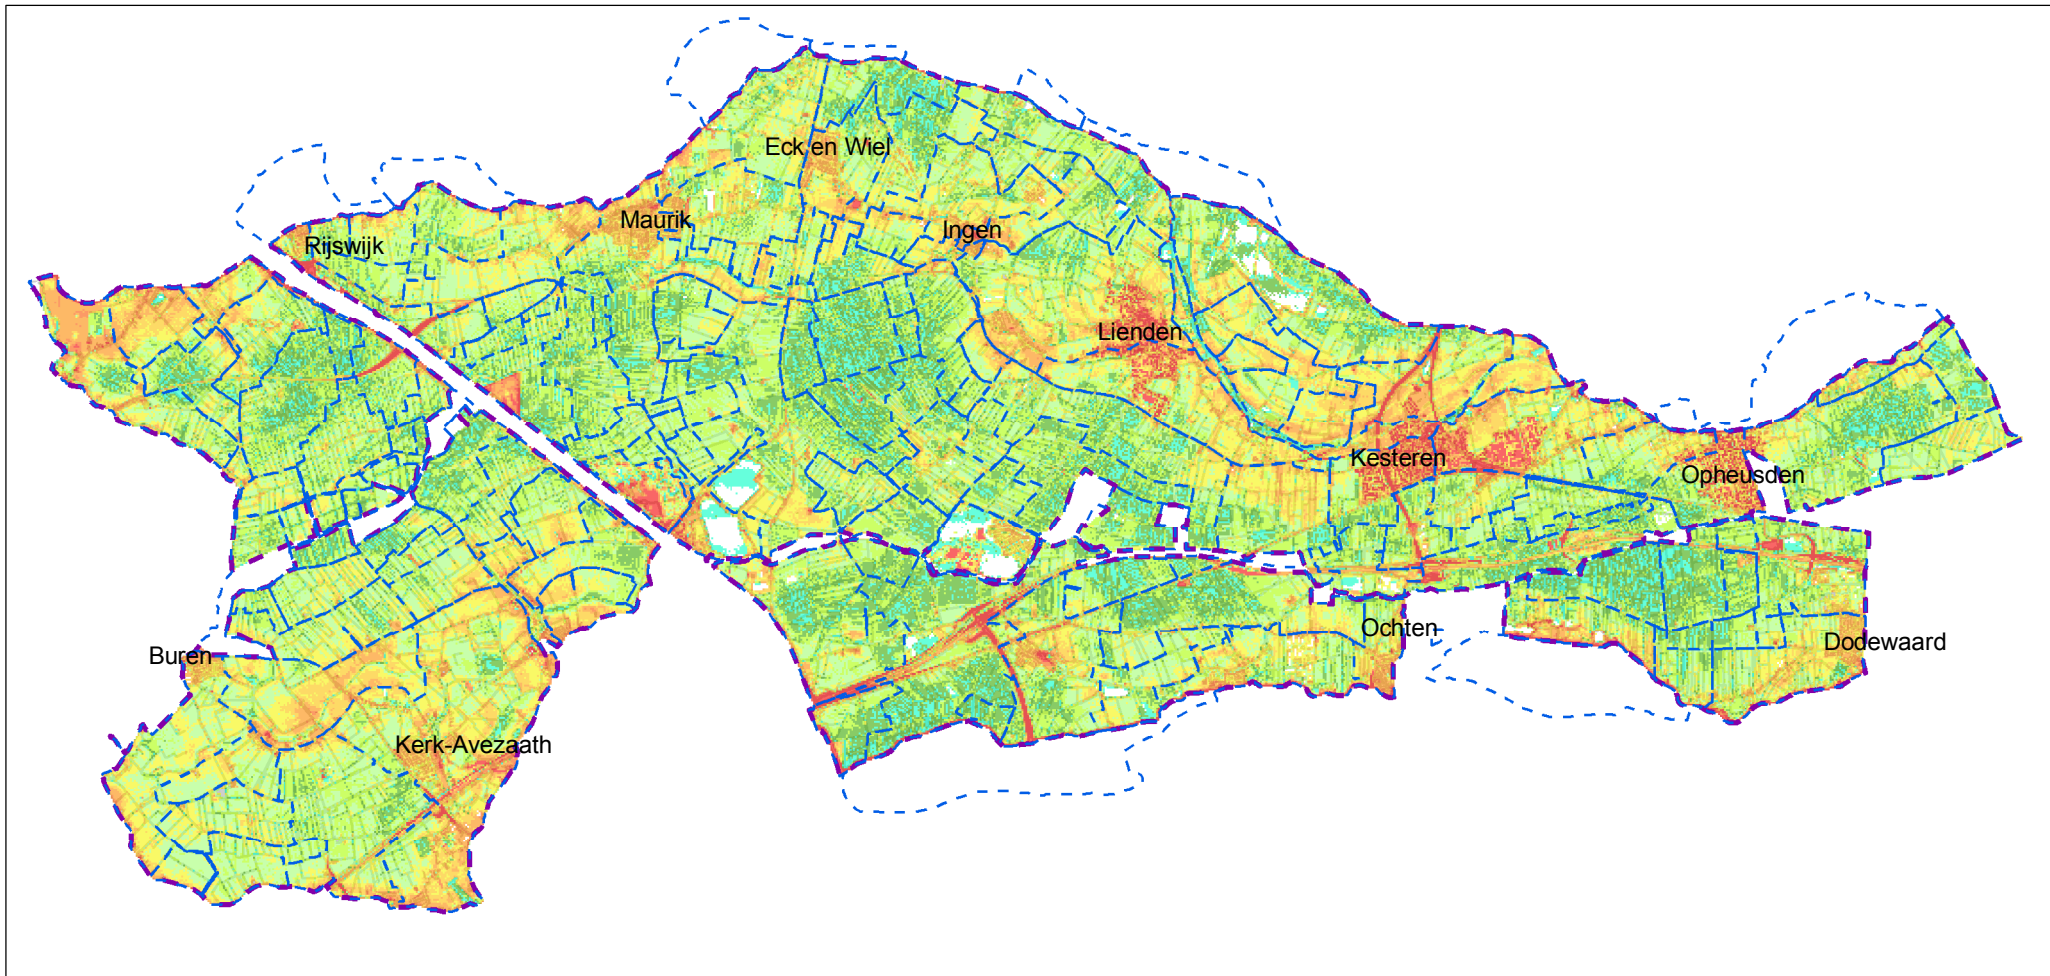 Eck en Wiel
Maurik
Ingen
Rijswijk
Lienden
Kesteren
Opheusden
Ochten
Dodewaard
Buren
Kerk-Avezaath